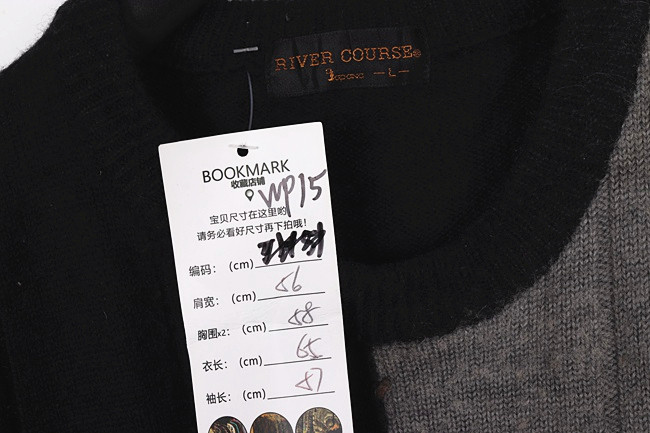 RIVER COURSE®
— L —
BOOKMARK
收藏店铺
WP15
宝贝尺寸在这里哟
请务必看好尺寸再下拍哦!
编码: (cm)
肩宽: (cm) 56
胸围x2: (cm) 58
衣长: (cm) 65
袖长: (cm) 57